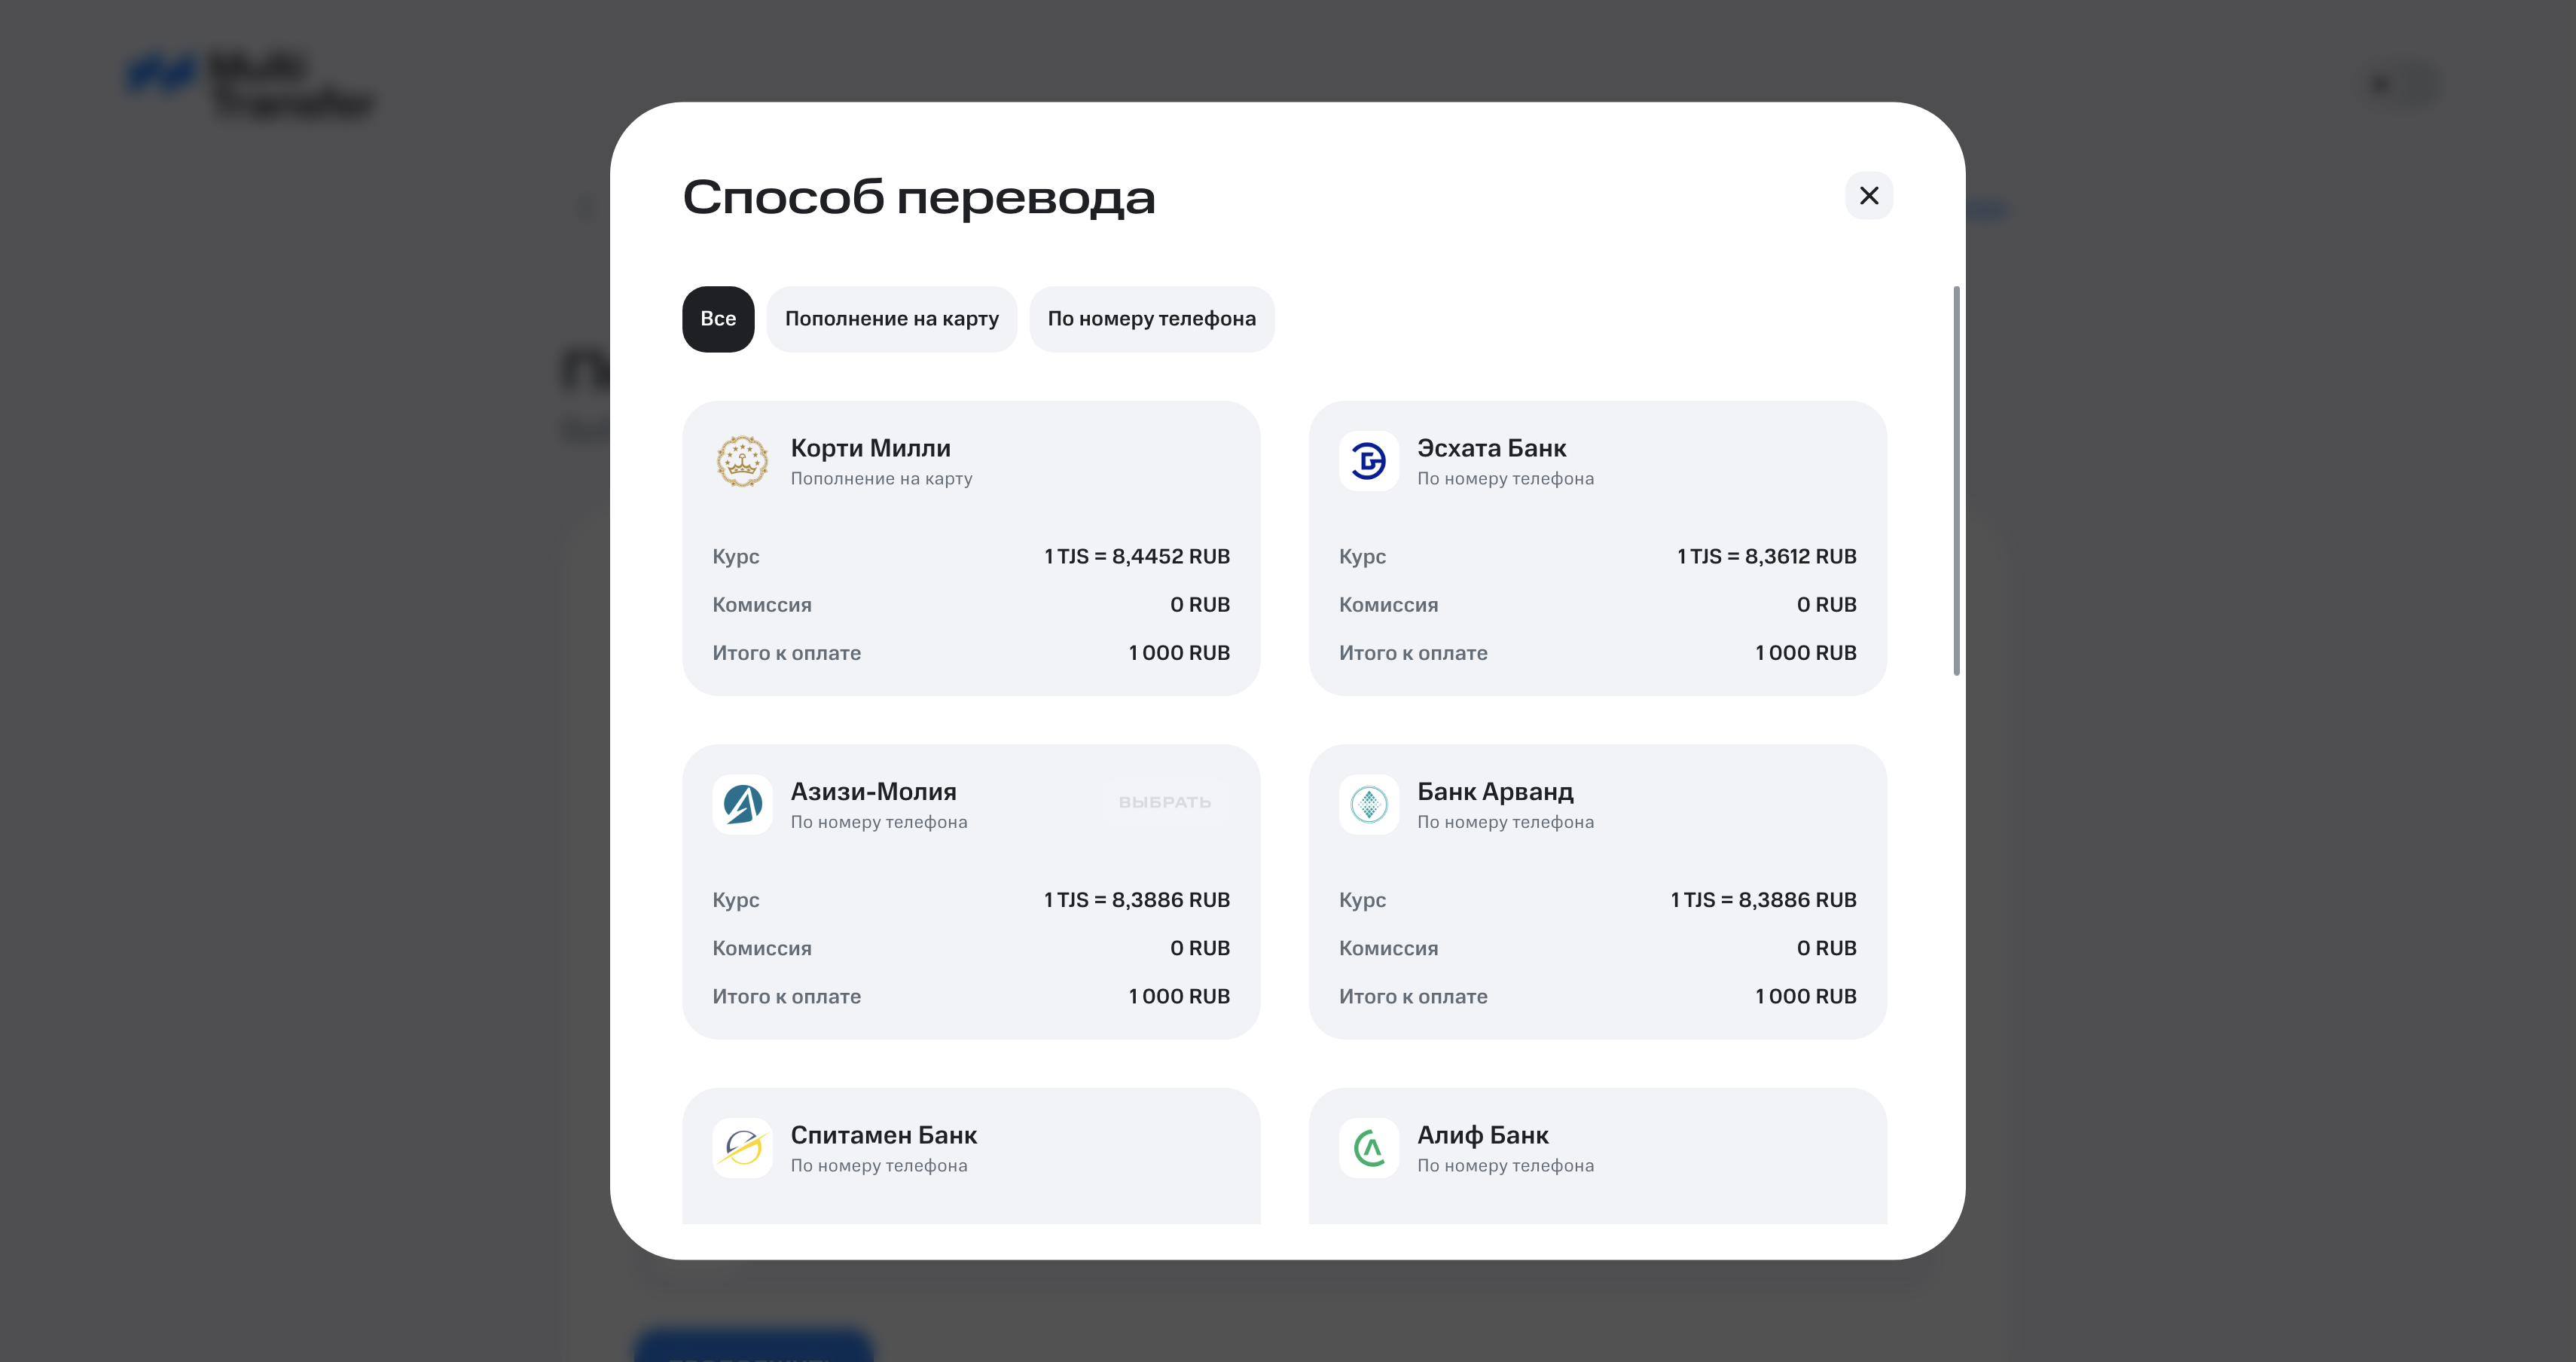 Multi
Transfer
Способ перевода
Все
Пополнение на карту
По номеру телефона
Корти Милли
Пополнение на карту
Курс
1 TJS = 8,4452 RUB
Комиссия
0 RUB
Итого к оплате
1 000 RUB
Эсхата Банк
По номеру телефона
Курс
1 TJS = 8,3612 RUB
Комиссия
0 RUB
Итого к оплате
1 000 RUB
Азизи-Молия
По номеру телефона
ВЫБРАТЬ
Курс
1 TJS = 8,3886 RUB
Комиссия
0 RUB
Итого к оплате
1 000 RUB
Банк Арванд
По номеру телефона
Курс
1 TJS = 8,3886 RUB
Комиссия
0 RUB
Итого к оплате
1 000 RUB
Спитамен Банк
По номеру телефона
Алиф Банк
По номеру телефона